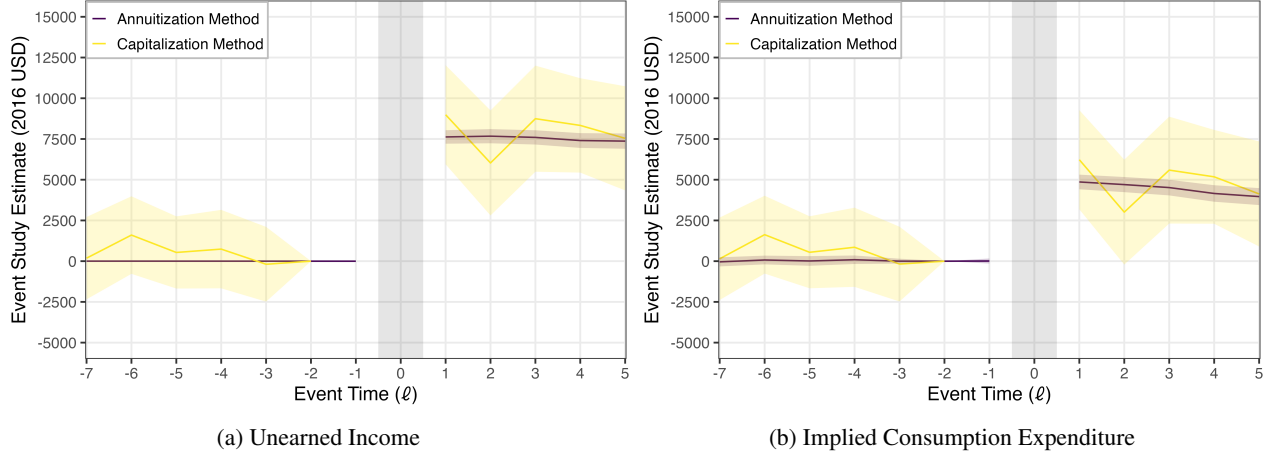 Event Study Estimate (2016 USD)
15000
12500
10000
7500
5000
2500
0
-2500
-5000
Annuitization Method
Capitalization Method
-7 -6 -5 -4 -3 -2 -1 0 1 2 3 4 5
Event Time (ℓ)
(a) Unearned Income
Event Study Estimate (2016 USD)
15000
12500
10000
7500
5000
2500
0
-2500
-5000
Annuitization Method
Capitalization Method
-7 -6 -5 -4 -3 -2 -1 0 1 2 3 4 5
Event Time (ℓ)
(b) Implied Consumption Expenditure